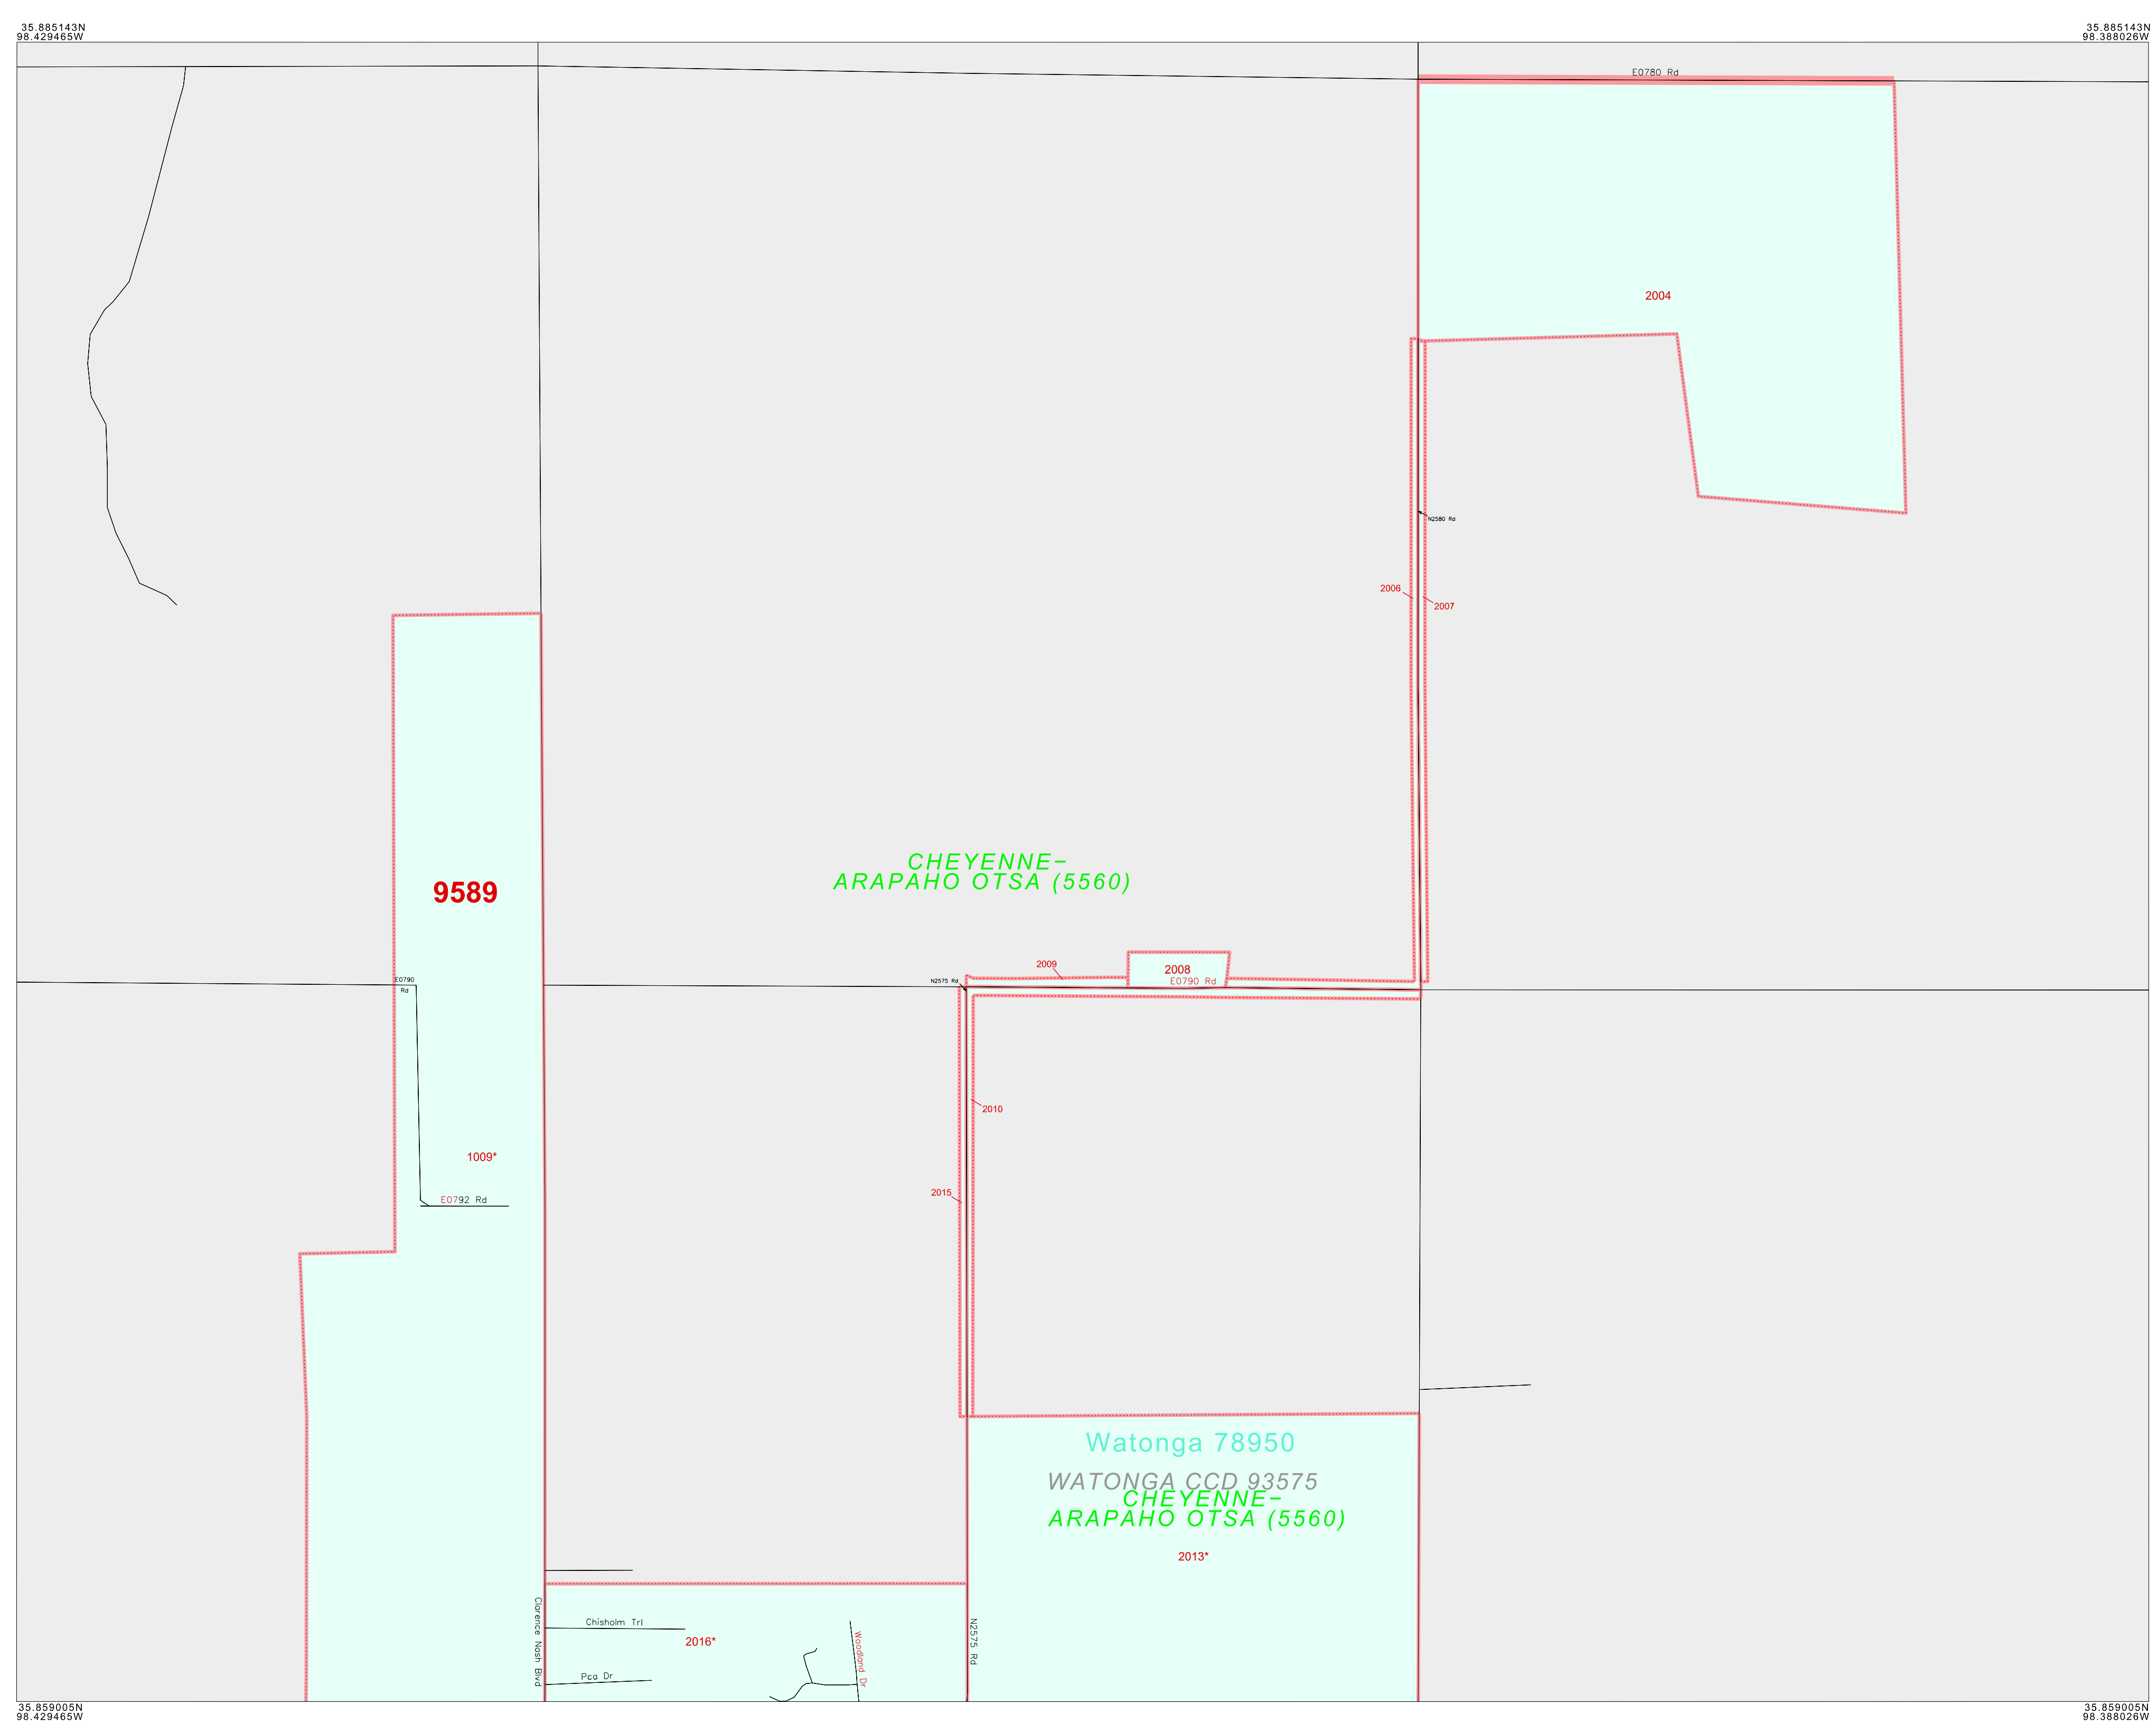 35.885143N
98.429465W
35.885143N
98.388026W
E0780 Rd
2004
N2580 Rd
2006
2007
CHEYENNE-
ARAPAHO OTSA (5560)
9589
2009
2008
E0790 Rd
N2575 Rd
E0790
Rd
2010
1009*
2015
E0792 Rd
Watonga 78950
WATONGA CCD 93575
CHEYENNE-
ARAPAHO OTSA (5560)
2013*
Clarence Nash Blvd
Chisholm Trl
2016*
Woodland Dr
N2575 Rd
Pca Dr
35.859005N
98.429465W
35.859005N
98.388026W